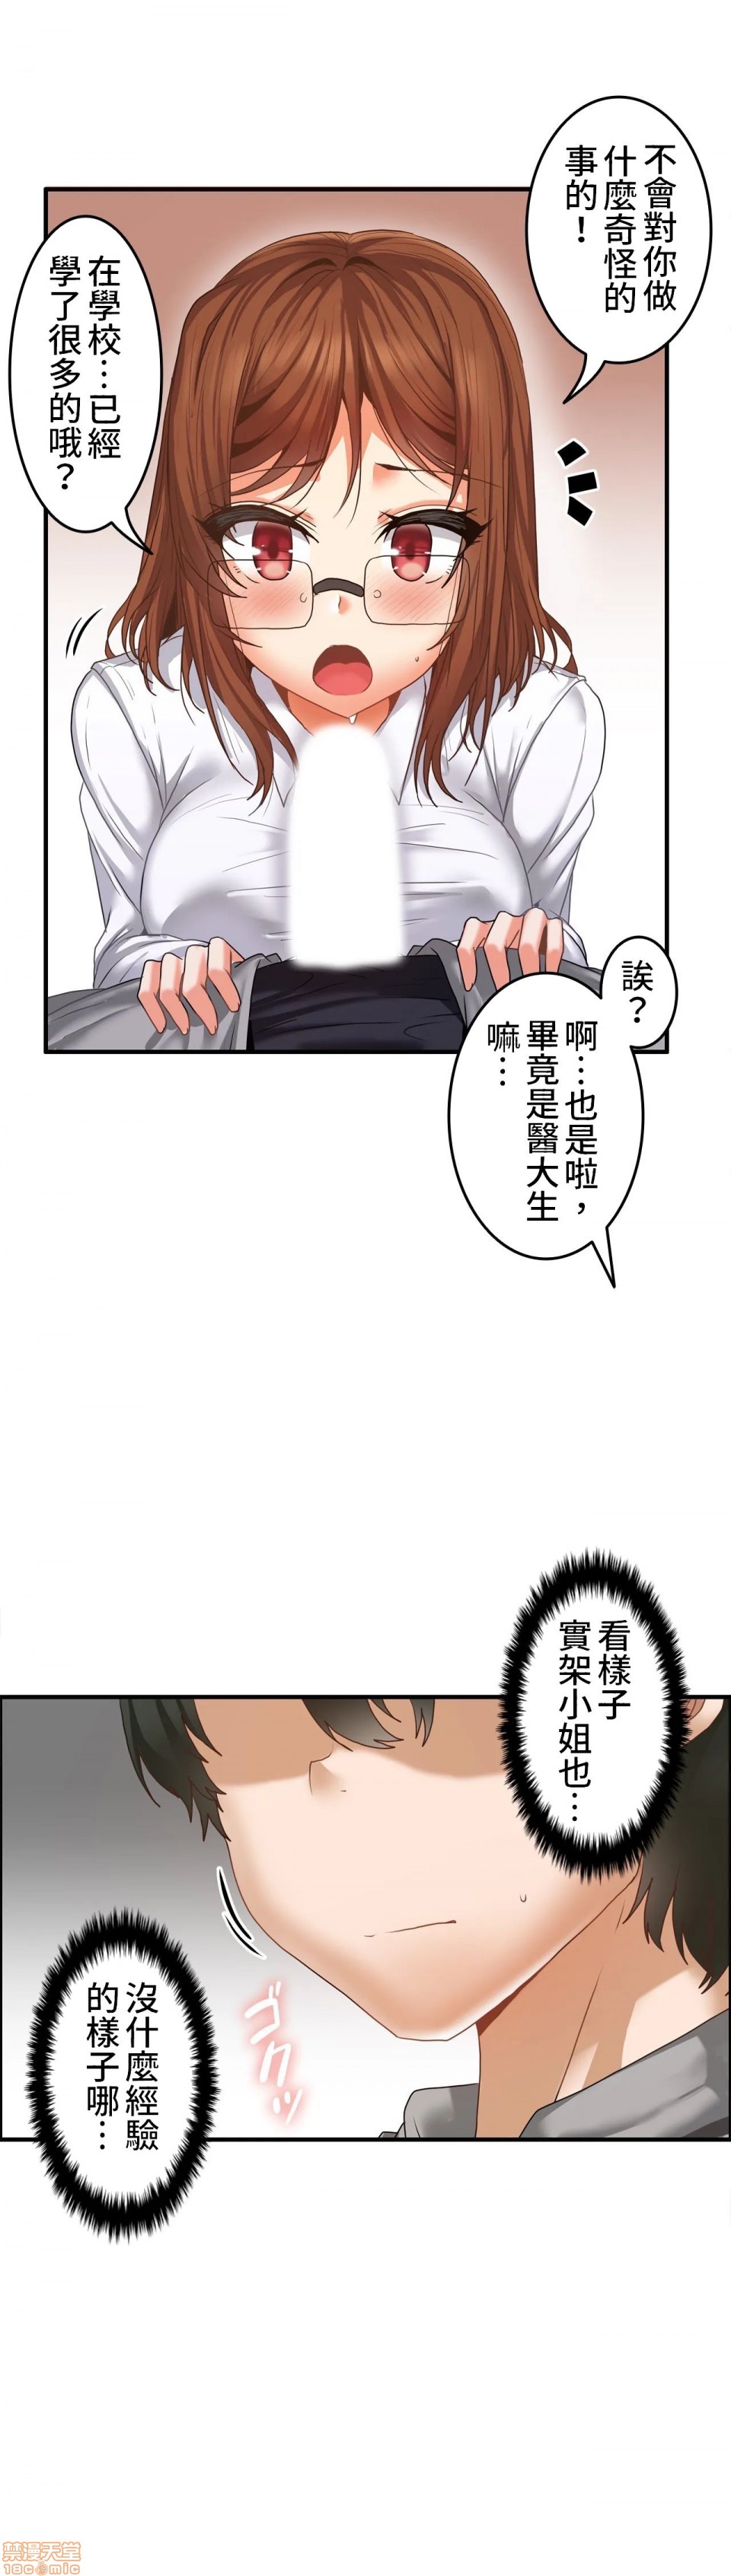 不會對你做
什麼奇怪的
事的！
在學校…已經
學了很多的哦？
誒？
啊…也是啦，
畢竟是醫大生
嘛…
看樣子
實架小姐也…
ゴクッ
沒什麼經驗
的樣子哪…
禁漫天堂
18comic